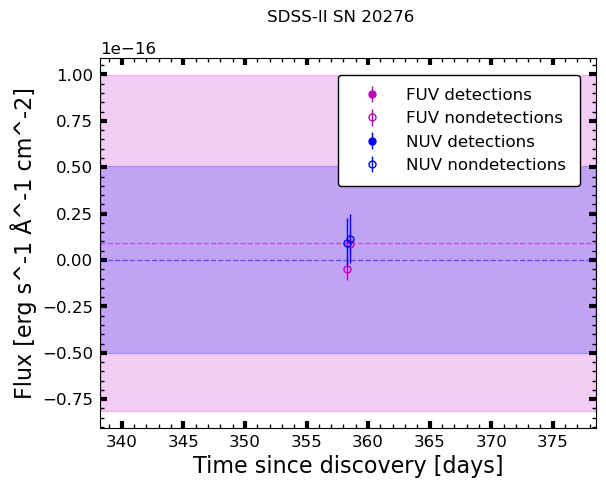 SDSS-II SN 20276
1e−16
1.00
0.75
0.50
0.25
0.00
−0.25
−0.50
−0.75
Flux [erg s^-1 Å^-1 cm^-2]
FUV detections
FUV nondetections
NUV detections
NUV nondetections
340 345 350 355 360 365 370 375
Time since discovery [days]